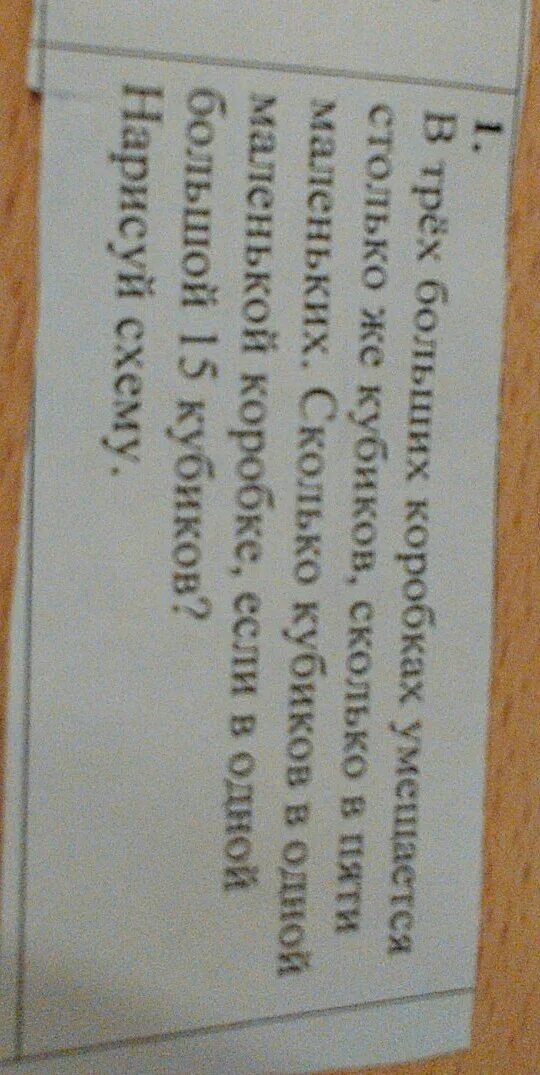 1.
В трёх больших коробках умещается
столько же кубиков, сколько в пяти
маленьких. Сколько кубиков в одной
маленькой коробке, если в одной
большой 15 кубиков?
Нарисуй схему.